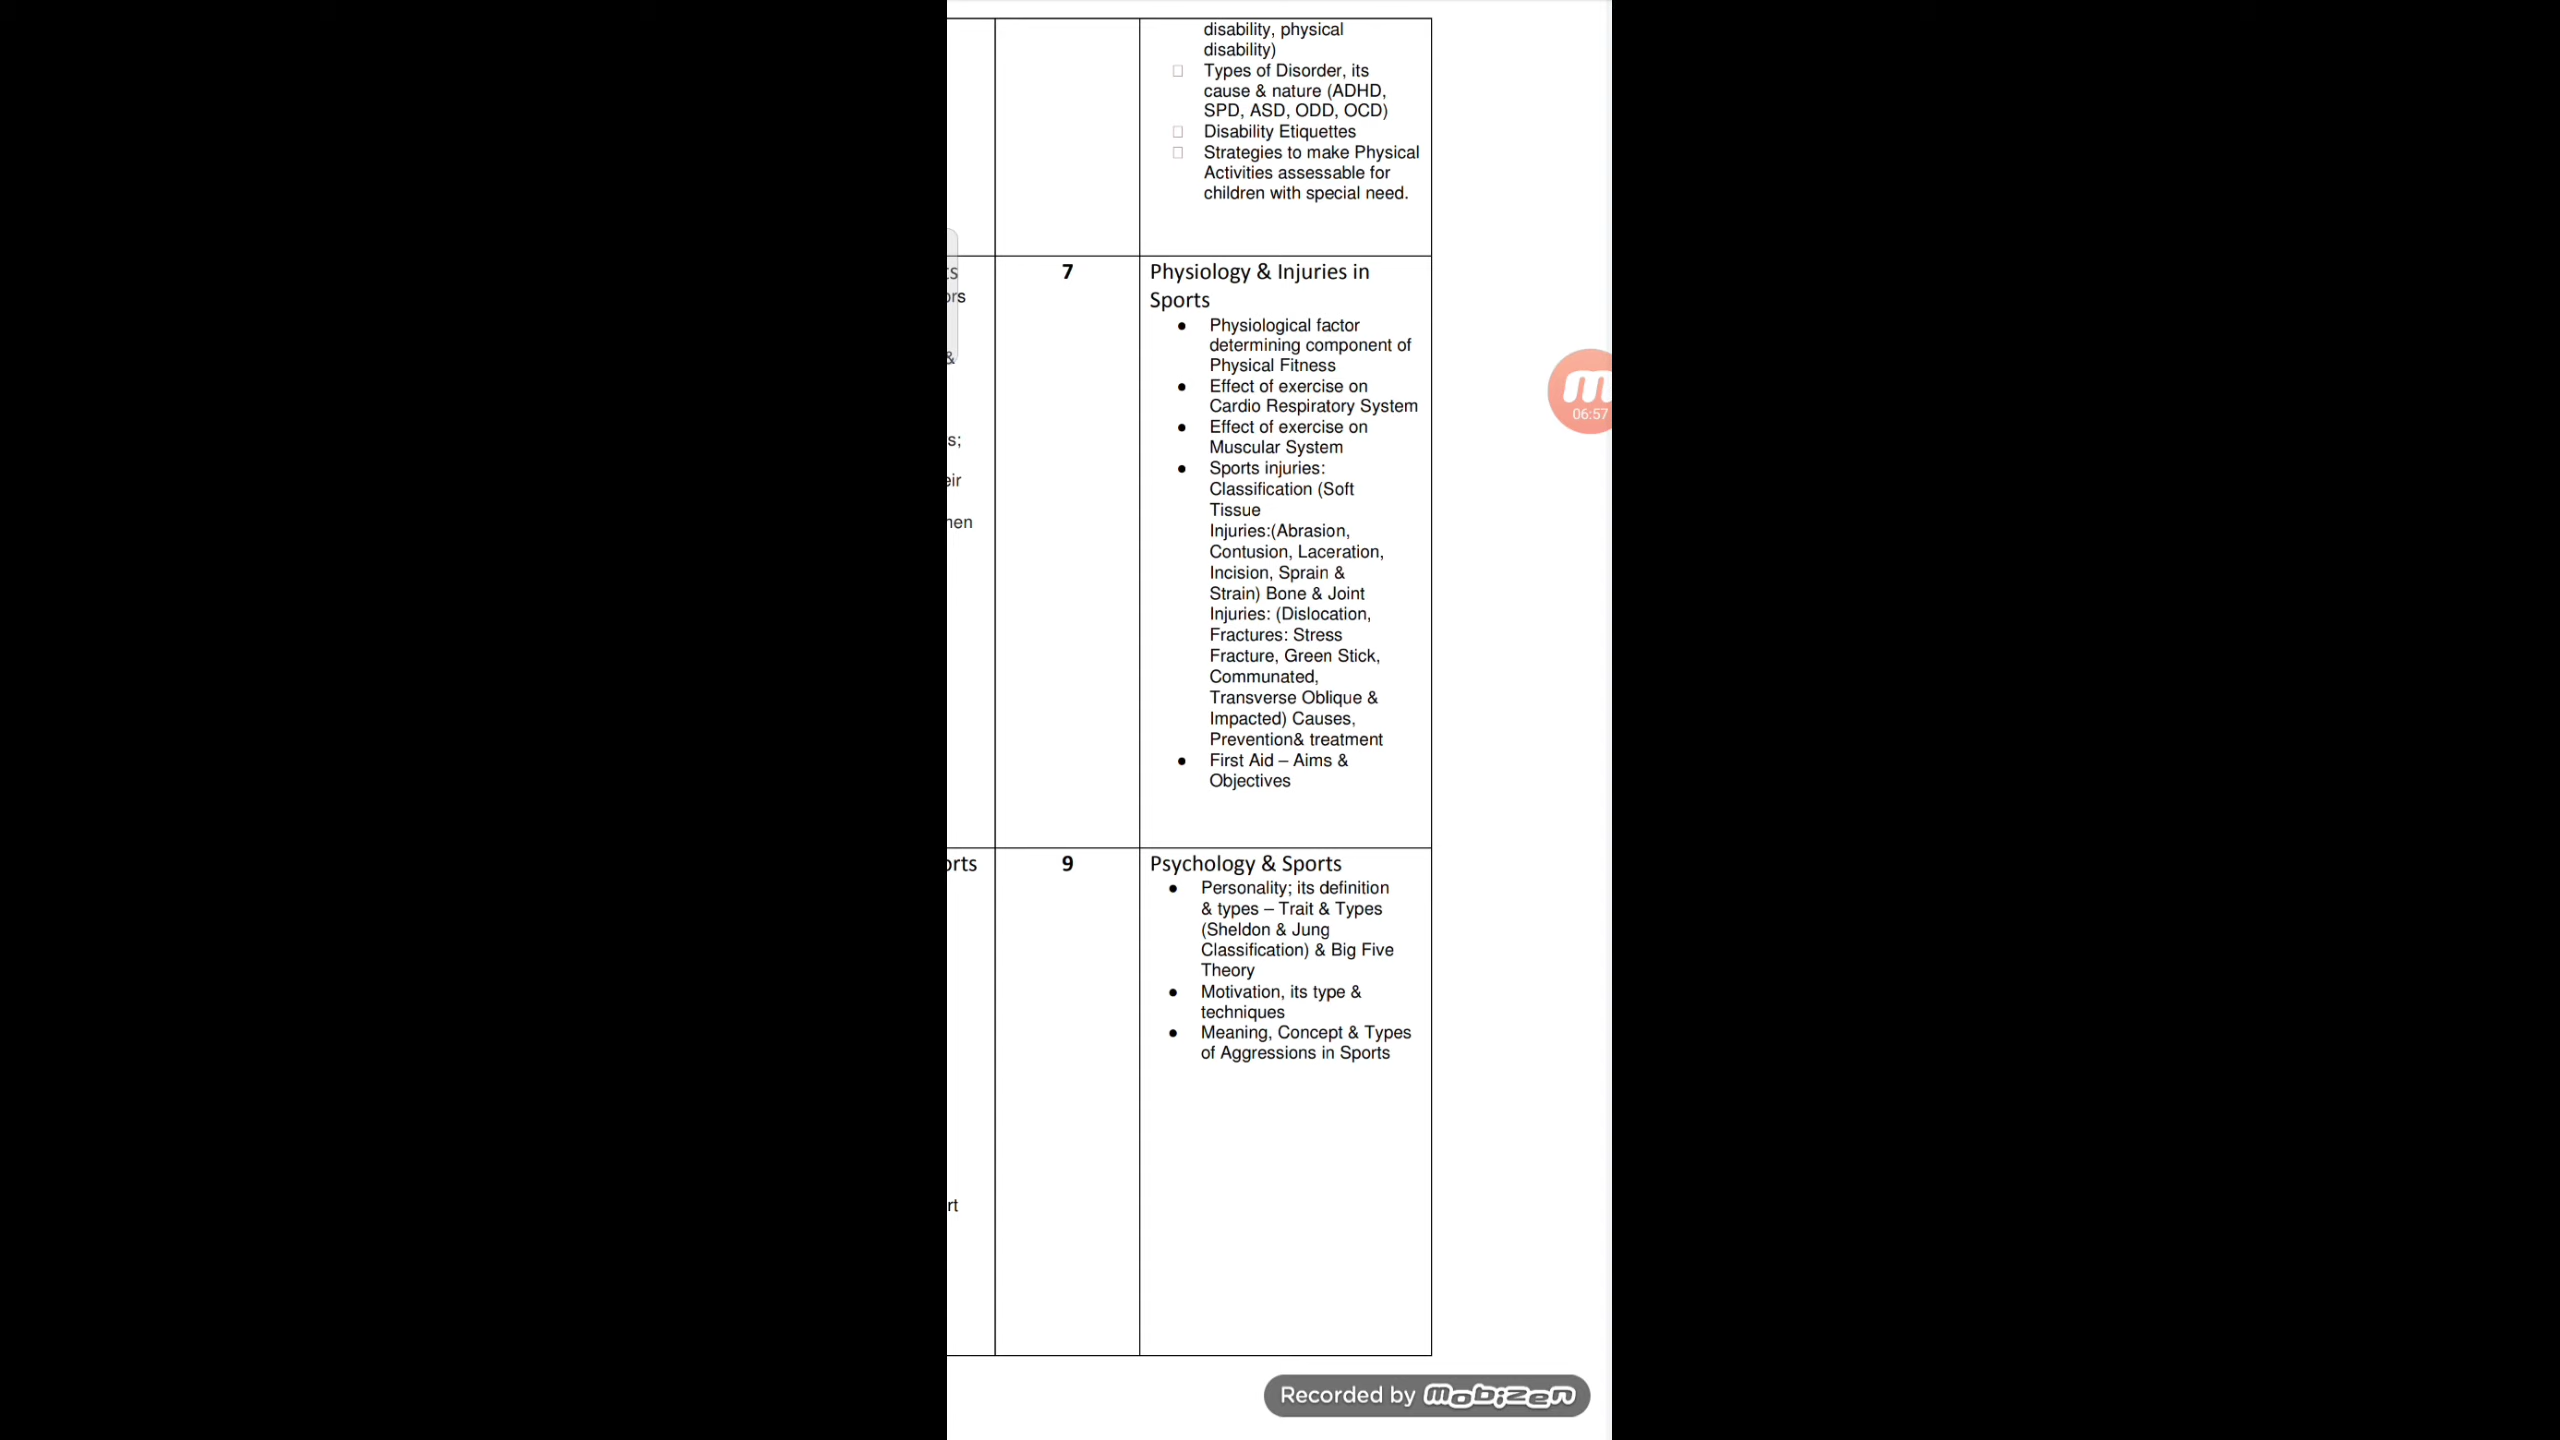 disability, physical
disability)
Types of Disorder, its
cause & nature (ADHD,
SPD, ASD, ODD, OCD)
Disability Etiquettes
Strategies to make Physical
Activities assessable for
children with special need.
7
Physiology & Injuries in
Sports
● Physiological factor
determining component of
Physical Fitness
● Effect of exercise on
Cardio Respiratory System
● Effect of exercise on
Muscular System
● Sports injuries:
Classification (Soft
Tissue
Injuries:(Abrasion,
Contusion, Laceration,
Incision, Sprain &
Strain) Bone & Joint
Injuries: (Dislocation,
Fractures: Stress
Fracture, Green Stick,
Communated,
Transverse Oblique &
Impacted) Causes,
Prevention& treatment
● First Aid – Aims &
Objectives
9
Psychology & Sports
● Personality; its definition
& types – Trait & Types
(Sheldon & Jung
Classification) & Big Five
Theory
● Motivation, its type &
techniques
● Meaning, Concept & Types
of Aggressions in Sports
06:57
Recorded by Mobizen